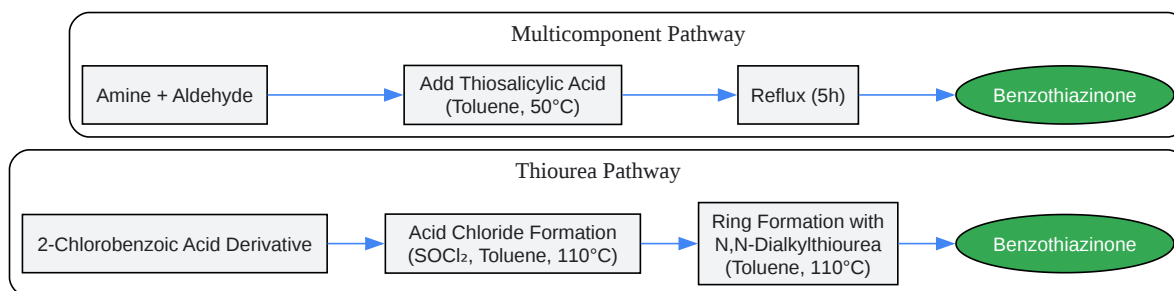 Multicomponent Pathway
Amine + Aldehyde
Add Thiosalicylic Acid
(Toluene, 50°C)
Reflux (5h)
Benzothiazinone
Thiourea Pathway
2-Chlorobenzoic Acid Derivative
Acid Chloride Formation
(SOCl₂, Toluene, 110°C)
Ring Formation with
N,N-Dialkylthiourea
(Toluene, 110°C)
Benzothiazinone